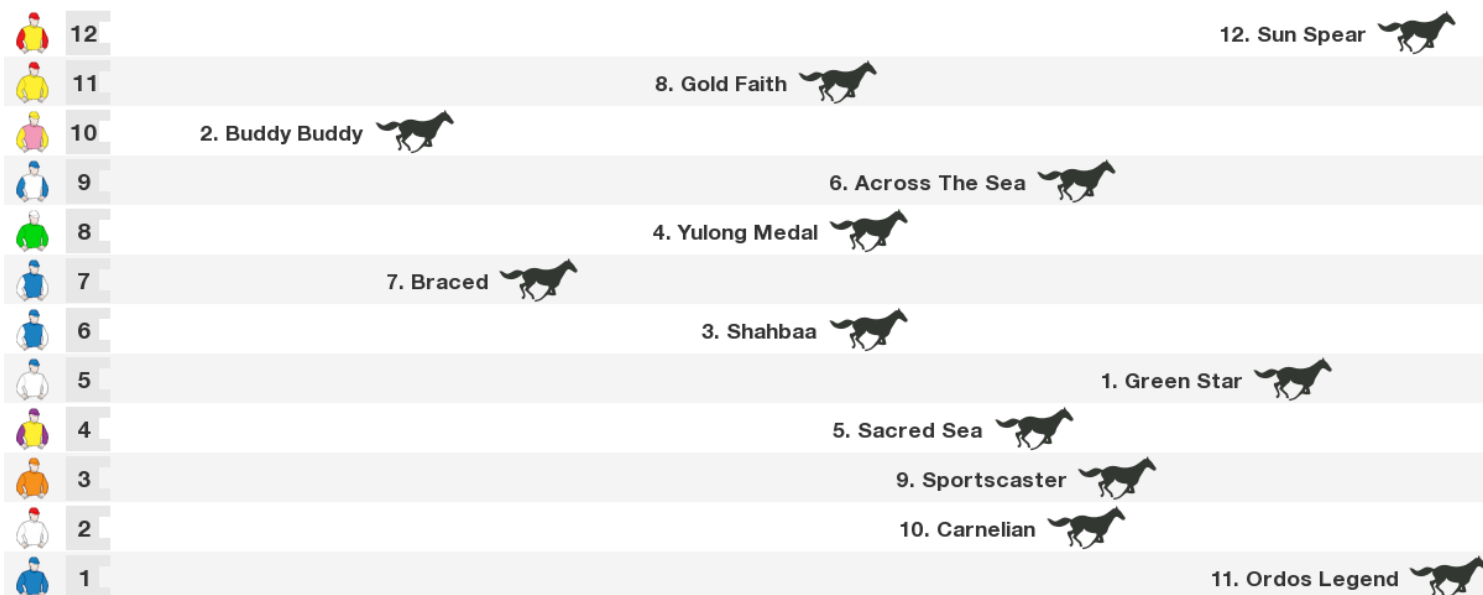 12 12. Sun Spear
11 8. Gold Faith
10 2. Buddy Buddy
9 6. Across The Sea
8 4. Yulong Medal
7 7. Braced
6 3. Shahbaa
5 1. Green Star
4 5. Sacred Sea
3 9. Sportscaster
2 10. Carnelian
1 11. Ordos Legend